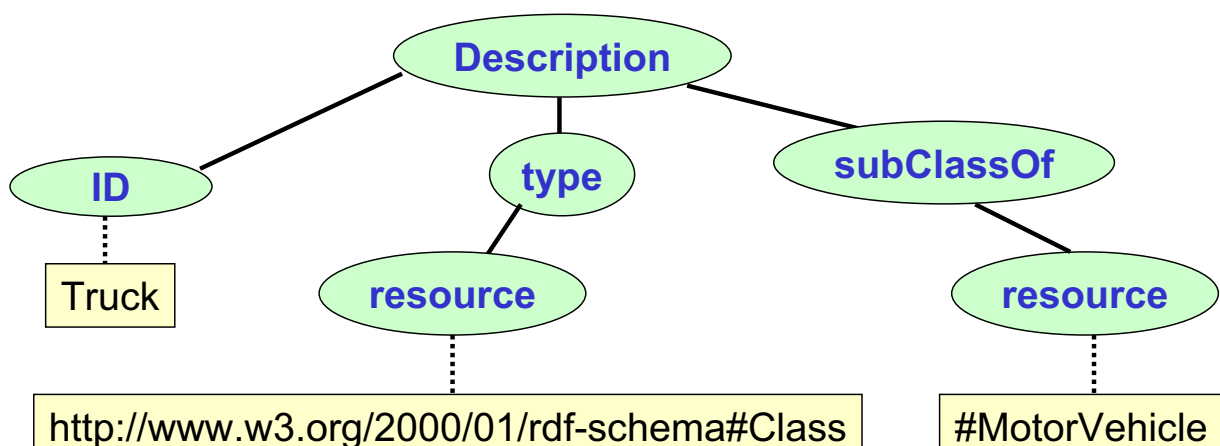 Description
ID
type
subClassOf
Truck
resource
resource
http://www.w3.org/2000/01/rdf-schema#Class
#MotorVehicle